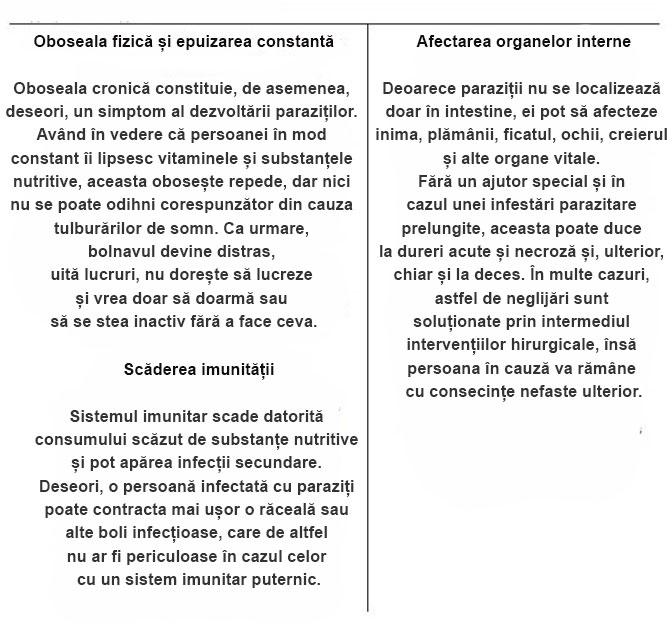 Oboseala fizică și epuizarea constantă
Oboseala cronică constituie, de asemenea,
deseori, un simptom al dezvoltării paraziților.
Având în vedere că persoanei în mod
constant îi lipsesc vitaminele și substanțele
nutritive, aceasta obosește repede, dar nici
nu se poate odihni corespunzător din cauza
tulburărilor de somn. Ca urmare,
bolnavul devine distras,
uită lucruri, nu dorește să lucreze
și vrea doar să doarmă sau
să se stea inactiv fără a face ceva.
Scăderea imunității
Sistemul imunitar scade datorită
consumului scăzut de substanțe nutritive
și pot apărea infecții secundare.
Deseori, o persoană infectată cu paraziți
poate contracta mai ușor o răceală sau
alte boli infecțioase, care de altfel
nu ar fi periculoase în cazul celor
cu un sistem imunitar puternic.
Afectarea organelor interne
Deoarece paraziții nu se localizează
doar în intestine, ei pot să afecteze
inima, plămânii, ficatul, ochii, creierul
și alte organe vitale.
Fără un ajutor special și în
cazul unei infestări parazitare
prelungite, aceasta poate duce
la dureri acute și necroză și, ulterior,
chiar și la deces. În multe cazuri,
astfel de neglijări sunt
soluționate prin intermediul
intervențiilor hirurgicale, însă
persoana în cauză va rămâne
cu consecințe nefaste ulterior.